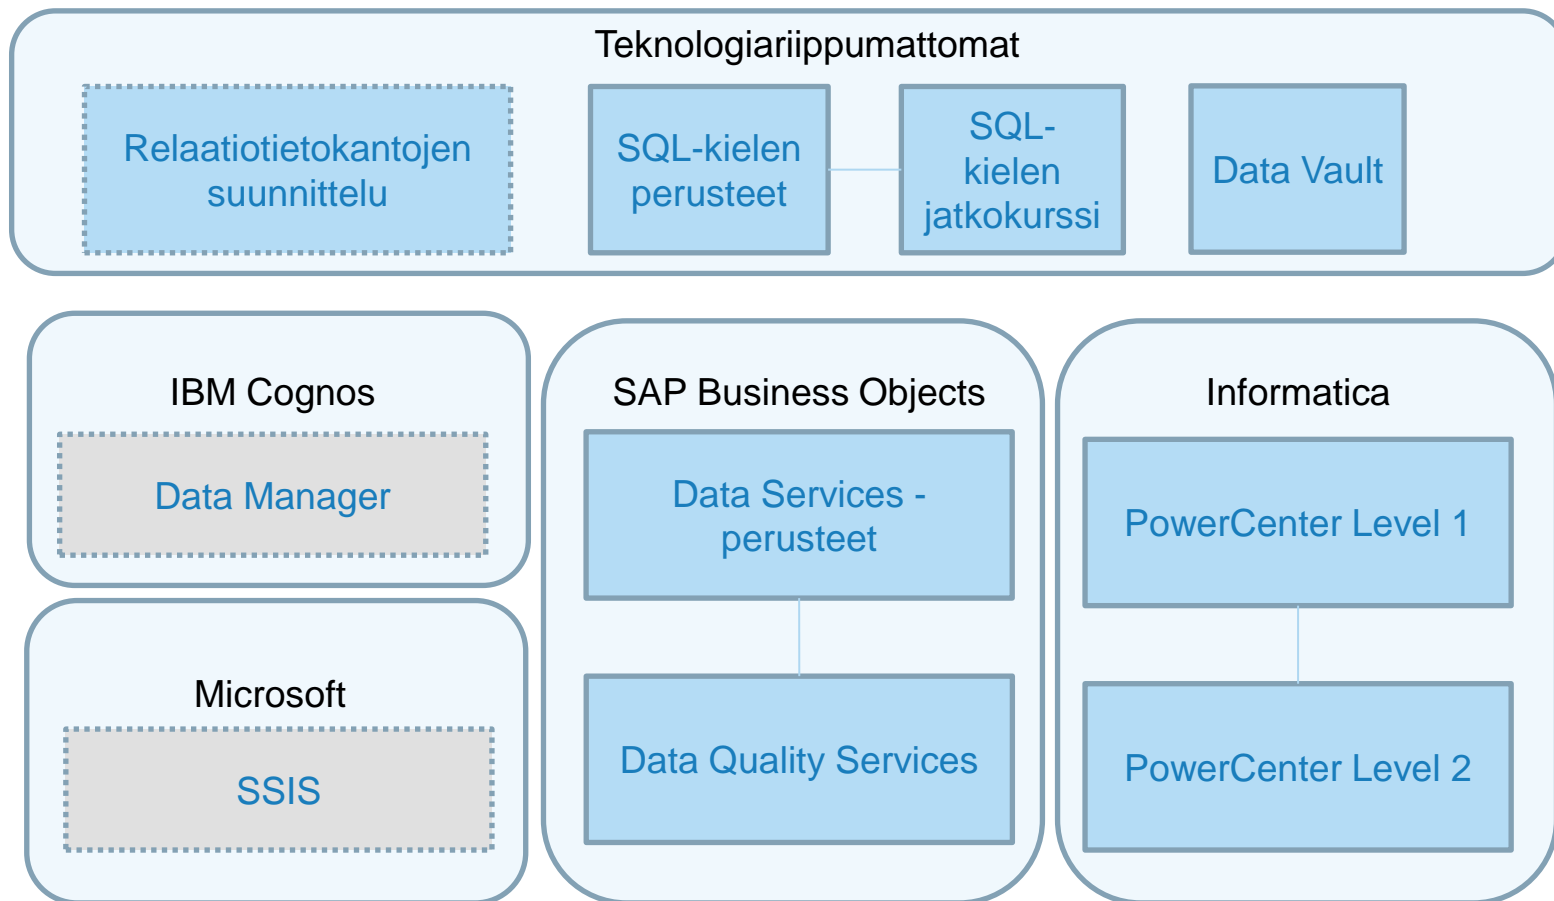 Teknologiariippumattomat
Relaatiotietokantojen
suunnittelu
SQL-kielen
perusteet
SQL-
kielen
jatkokurssi
Data Vault
IBM Cognos
Data Manager
Microsoft
SSIS
SAP Business Objects
Data Services -
perusteet
Data Quality Services
Informatica
PowerCenter Level 1
PowerCenter Level 2